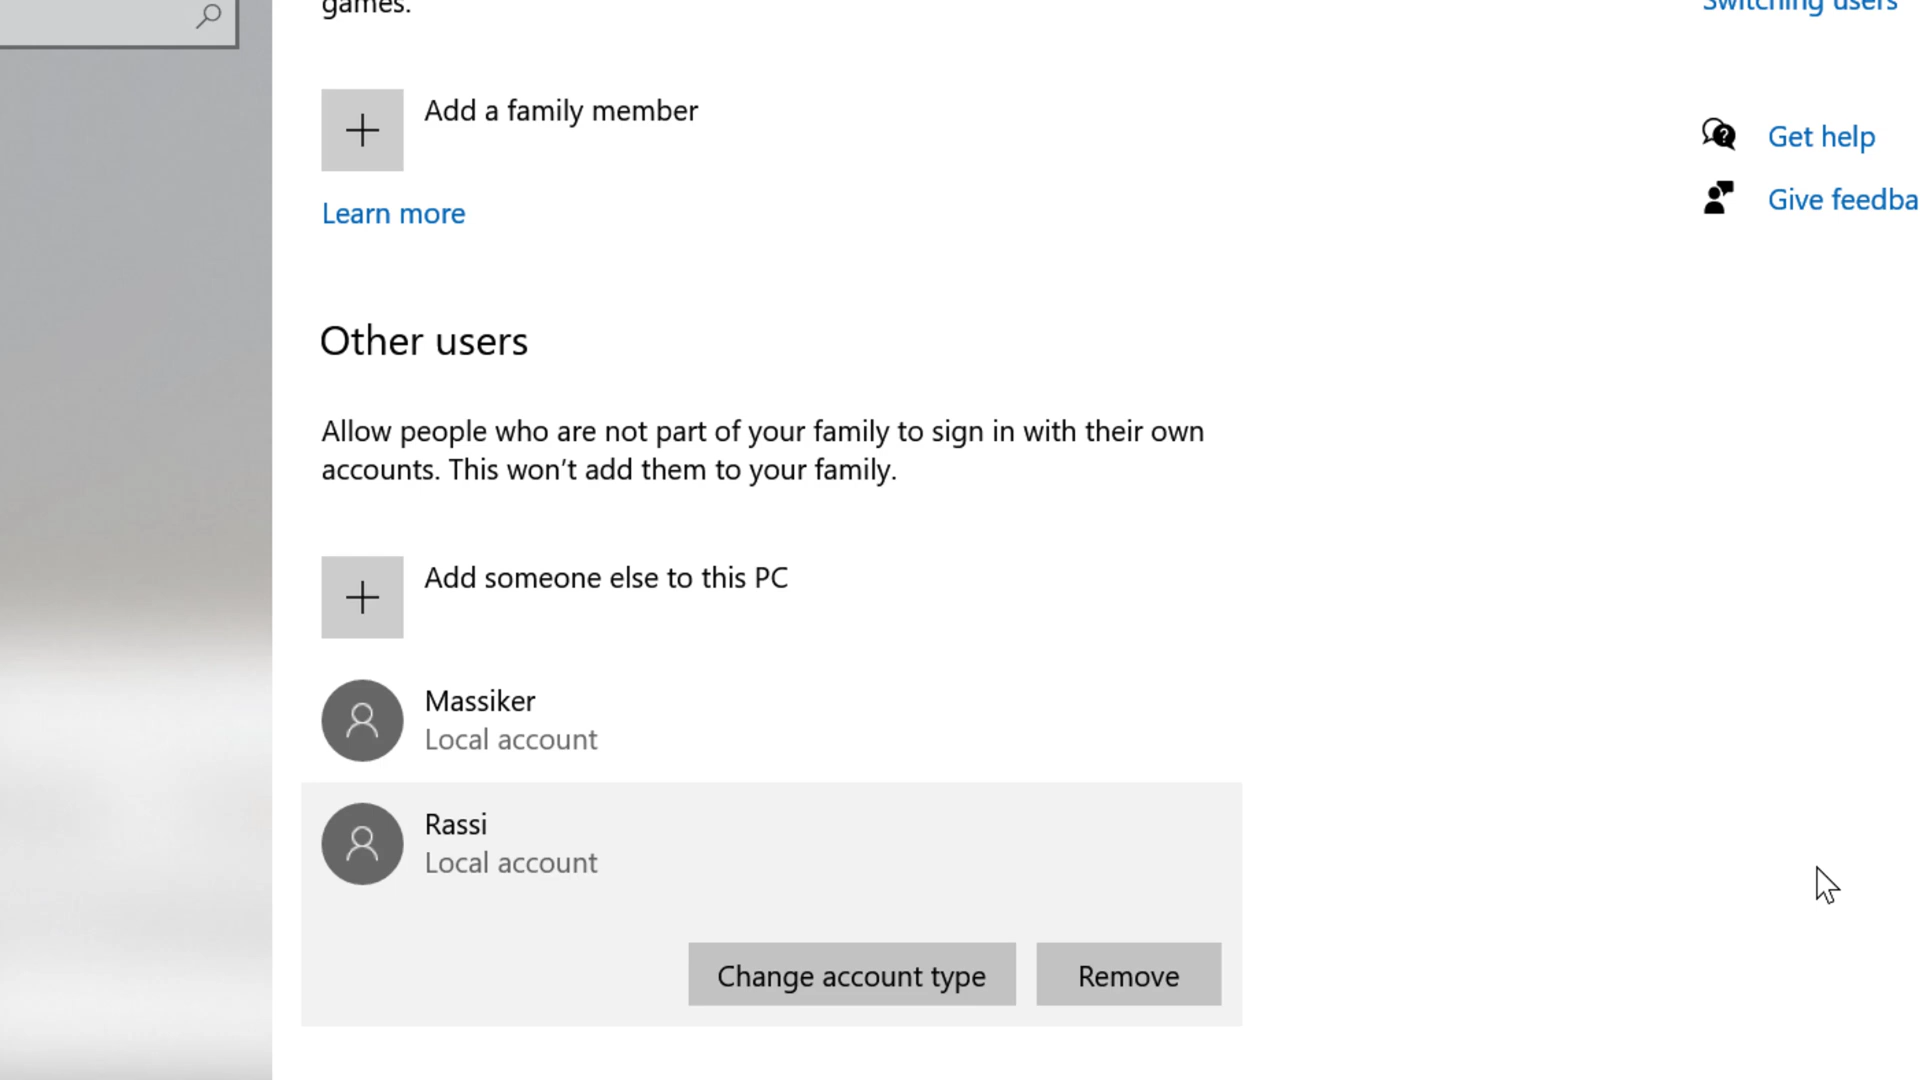 games.
Switching users
Add a family member
Get help
Learn more
Give feedba
Other users
Allow people who are not part of your family to sign in with their own
accounts. This won't add them to your family.
Add someone else to this PC
Massiker
Local account
Rassi
Local account
Change account type
Remove